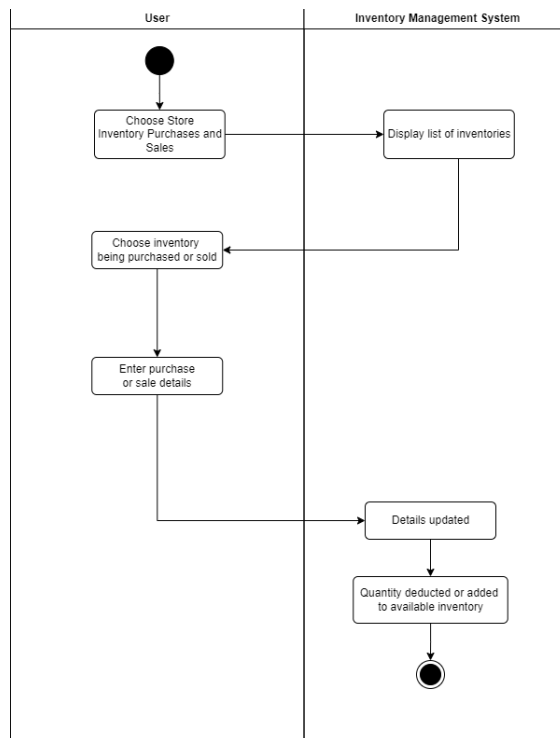 User
Inventory Management System
Choose Store
Inventory Purchases and
Sales
Display list of inventories
Choose inventory
being purchased or sold
Enter purchase
or sale details
Details updated
Quantity deducted or added
to available inventory